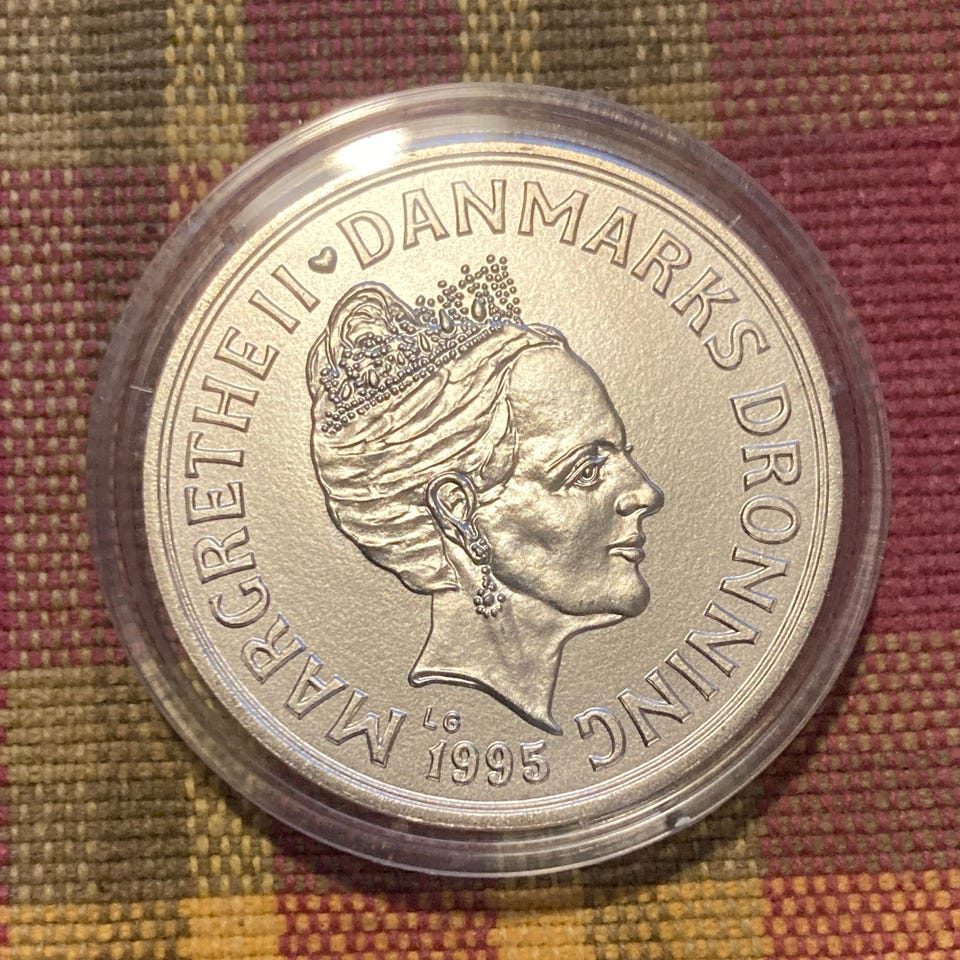 MARGRETHE II ♥ DANMARKS DRONNING
LG
1995